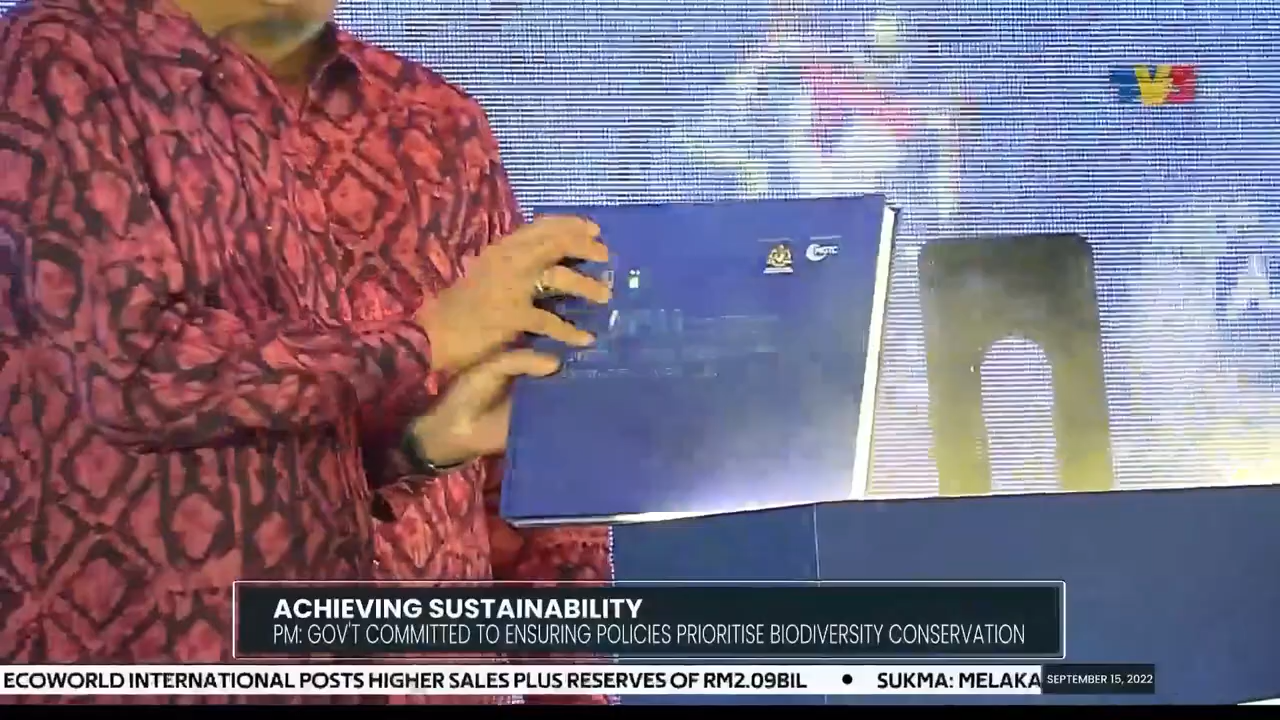 TV3
MGTC
ACHIEVING SUSTAINABILITY
PM: GOV'T COMMITTED TO ENSURING POLICIES PRIORITISE BIODIVERSITY CONSERVATION
ECOWORLD INTERNATIONAL POSTS HIGHER SALES PLUS RESERVES OF RM2.09BIL • SUKMA: MELAKA
SEPTEMBER 15, 2022